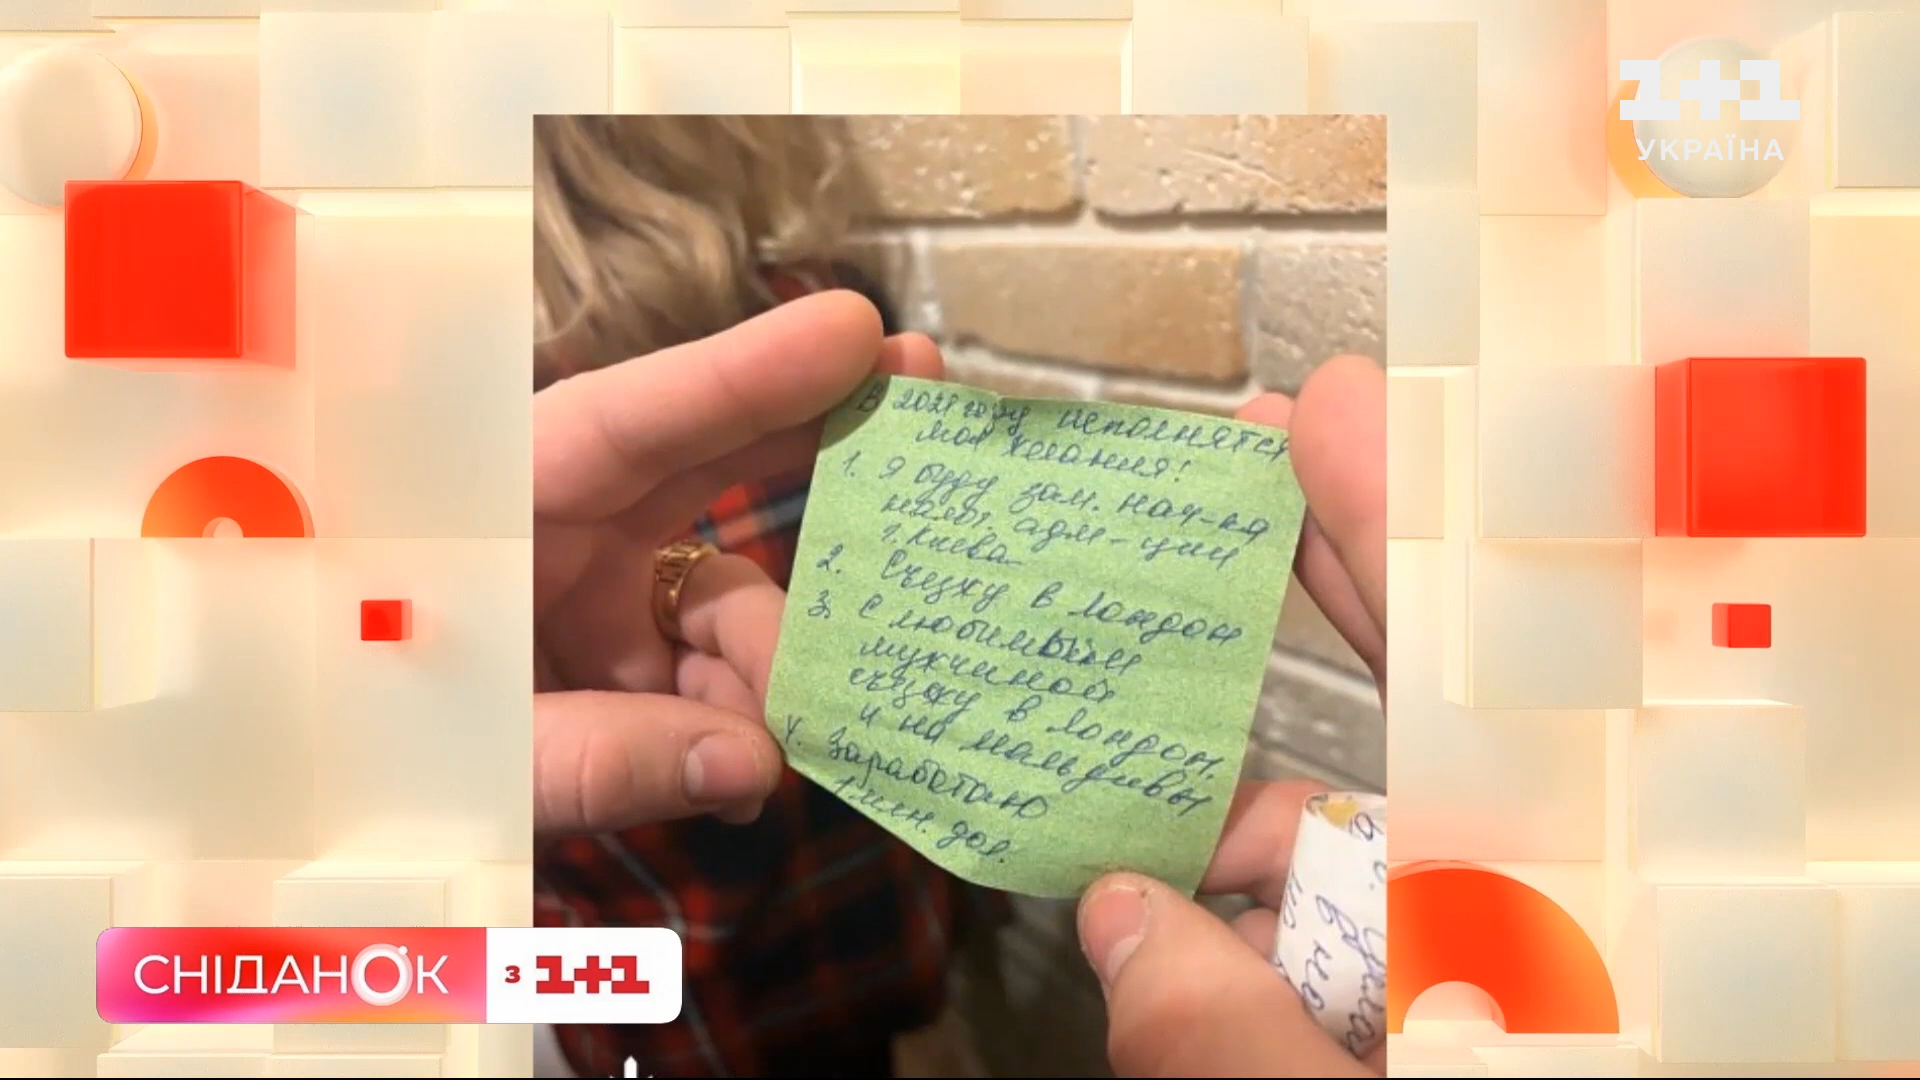 1+1
УКРАЇНА
В 2021 году исполнятся
мои желания!
1. Я буду зам. нач-ка
налог. адм-ции
г. Киева
2. Съезжу в Лондон
3. С любимым
мужчиной
съезжу в Лондон.
и на Мальдивы
4. Заработаю
1 млн. дол.
СНІДАНОК З 1+1